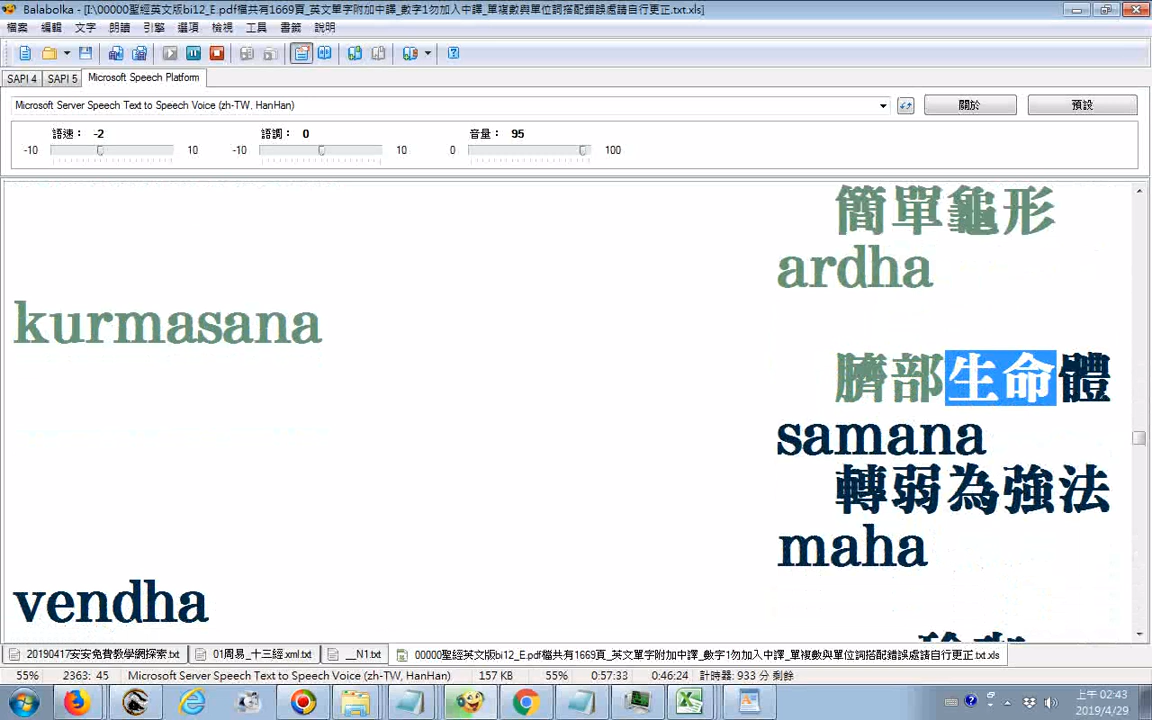 Balabolka - [I:\00000聖經英文版bi12_E.pdf檔共有1669頁_英文單字附加中譯_數字1勿加入中譯_單複數與單位詞搭配錯誤處請自行更正.txt.xls]
檔案 編輯 文字 朗讀 引擎 選項 檢視 工具 書籤 說明
SAPI 4 SAPI 5 Microsoft Speech Platform
Microsoft Server Speech Text to Speech Voice (zh-TW, HanHan) 關於 預設
語速： -2 語調： 0 音量： 95
-10 10 -10 10 0 100
簡單龜形
ardha
kurmasana
臍部生命體
samana
轉弱為強法
maha
vendha
20190417安安免費教學網探索.txt 01周易_十三經.xml.txt __N1.txt 00000聖經英文版bi12_E.pdf檔共有1669頁_英文單字附加中譯_數字1勿加入中譯_單複數與單位詞搭配錯誤處請自行更正.txt.xls
55% 2363: 45 Microsoft Server Speech Text to Speech Voice (zh-TW, HanHan) 157 KB 55% 0:57:33 0:46:24 計時器: 933 分 剩餘
上午 02:43
2019/4/29